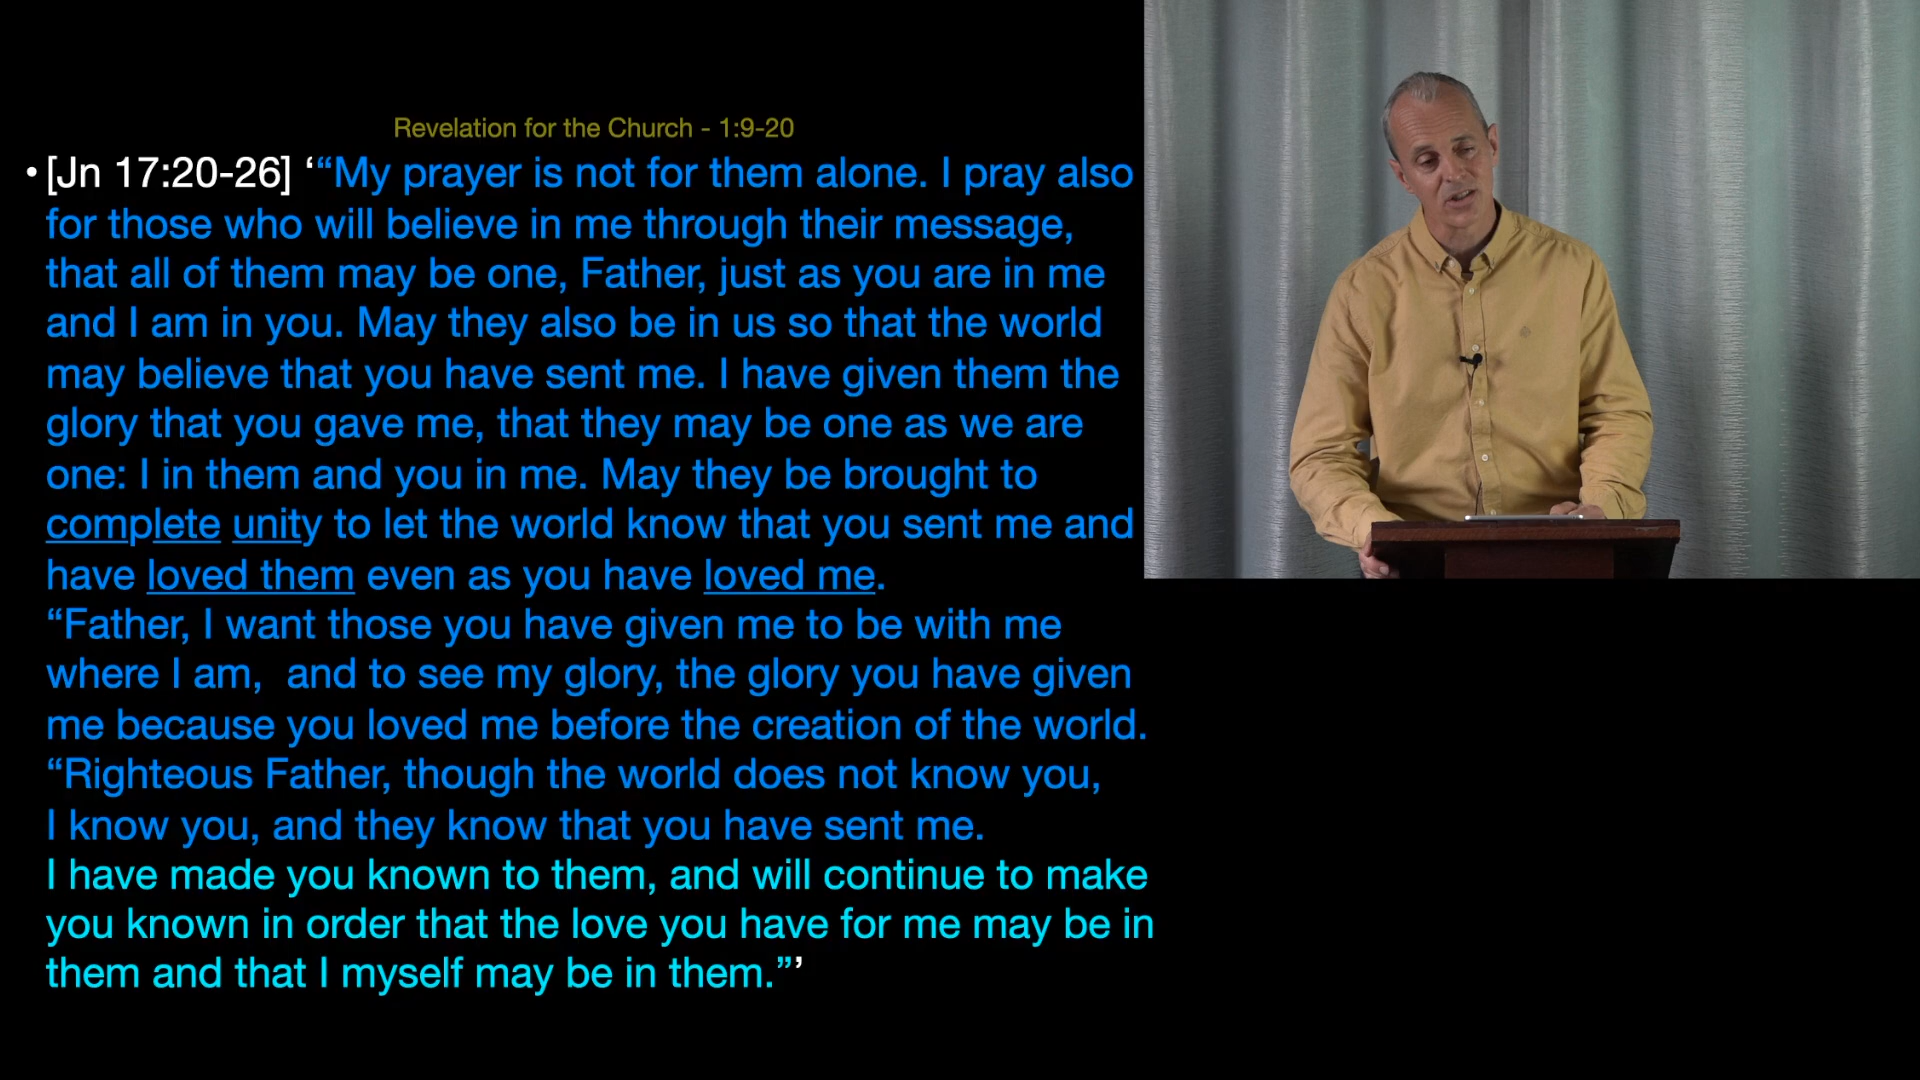 Revelation for the Church - 1:9-20
• [Jn 17:20-26] ‘“My prayer is not for them alone. I pray also
for those who will believe in me through their message,
that all of them may be one, Father, just as you are in me
and I am in you. May they also be in us so that the world
may believe that you have sent me. I have given them the
glory that you gave me, that they may be one as we are
one: I in them and you in me. May they be brought to
complete unity to let the world know that you sent me and
have loved them even as you have loved me.
“Father, I want those you have given me to be with me
where I am,  and to see my glory, the glory you have given
me because you loved me before the creation of the world.
“Righteous Father, though the world does not know you,
I know you, and they know that you have sent me.
I have made you known to them, and will continue to make
you known in order that the love you have for me may be in
them and that I myself may be in them.”’